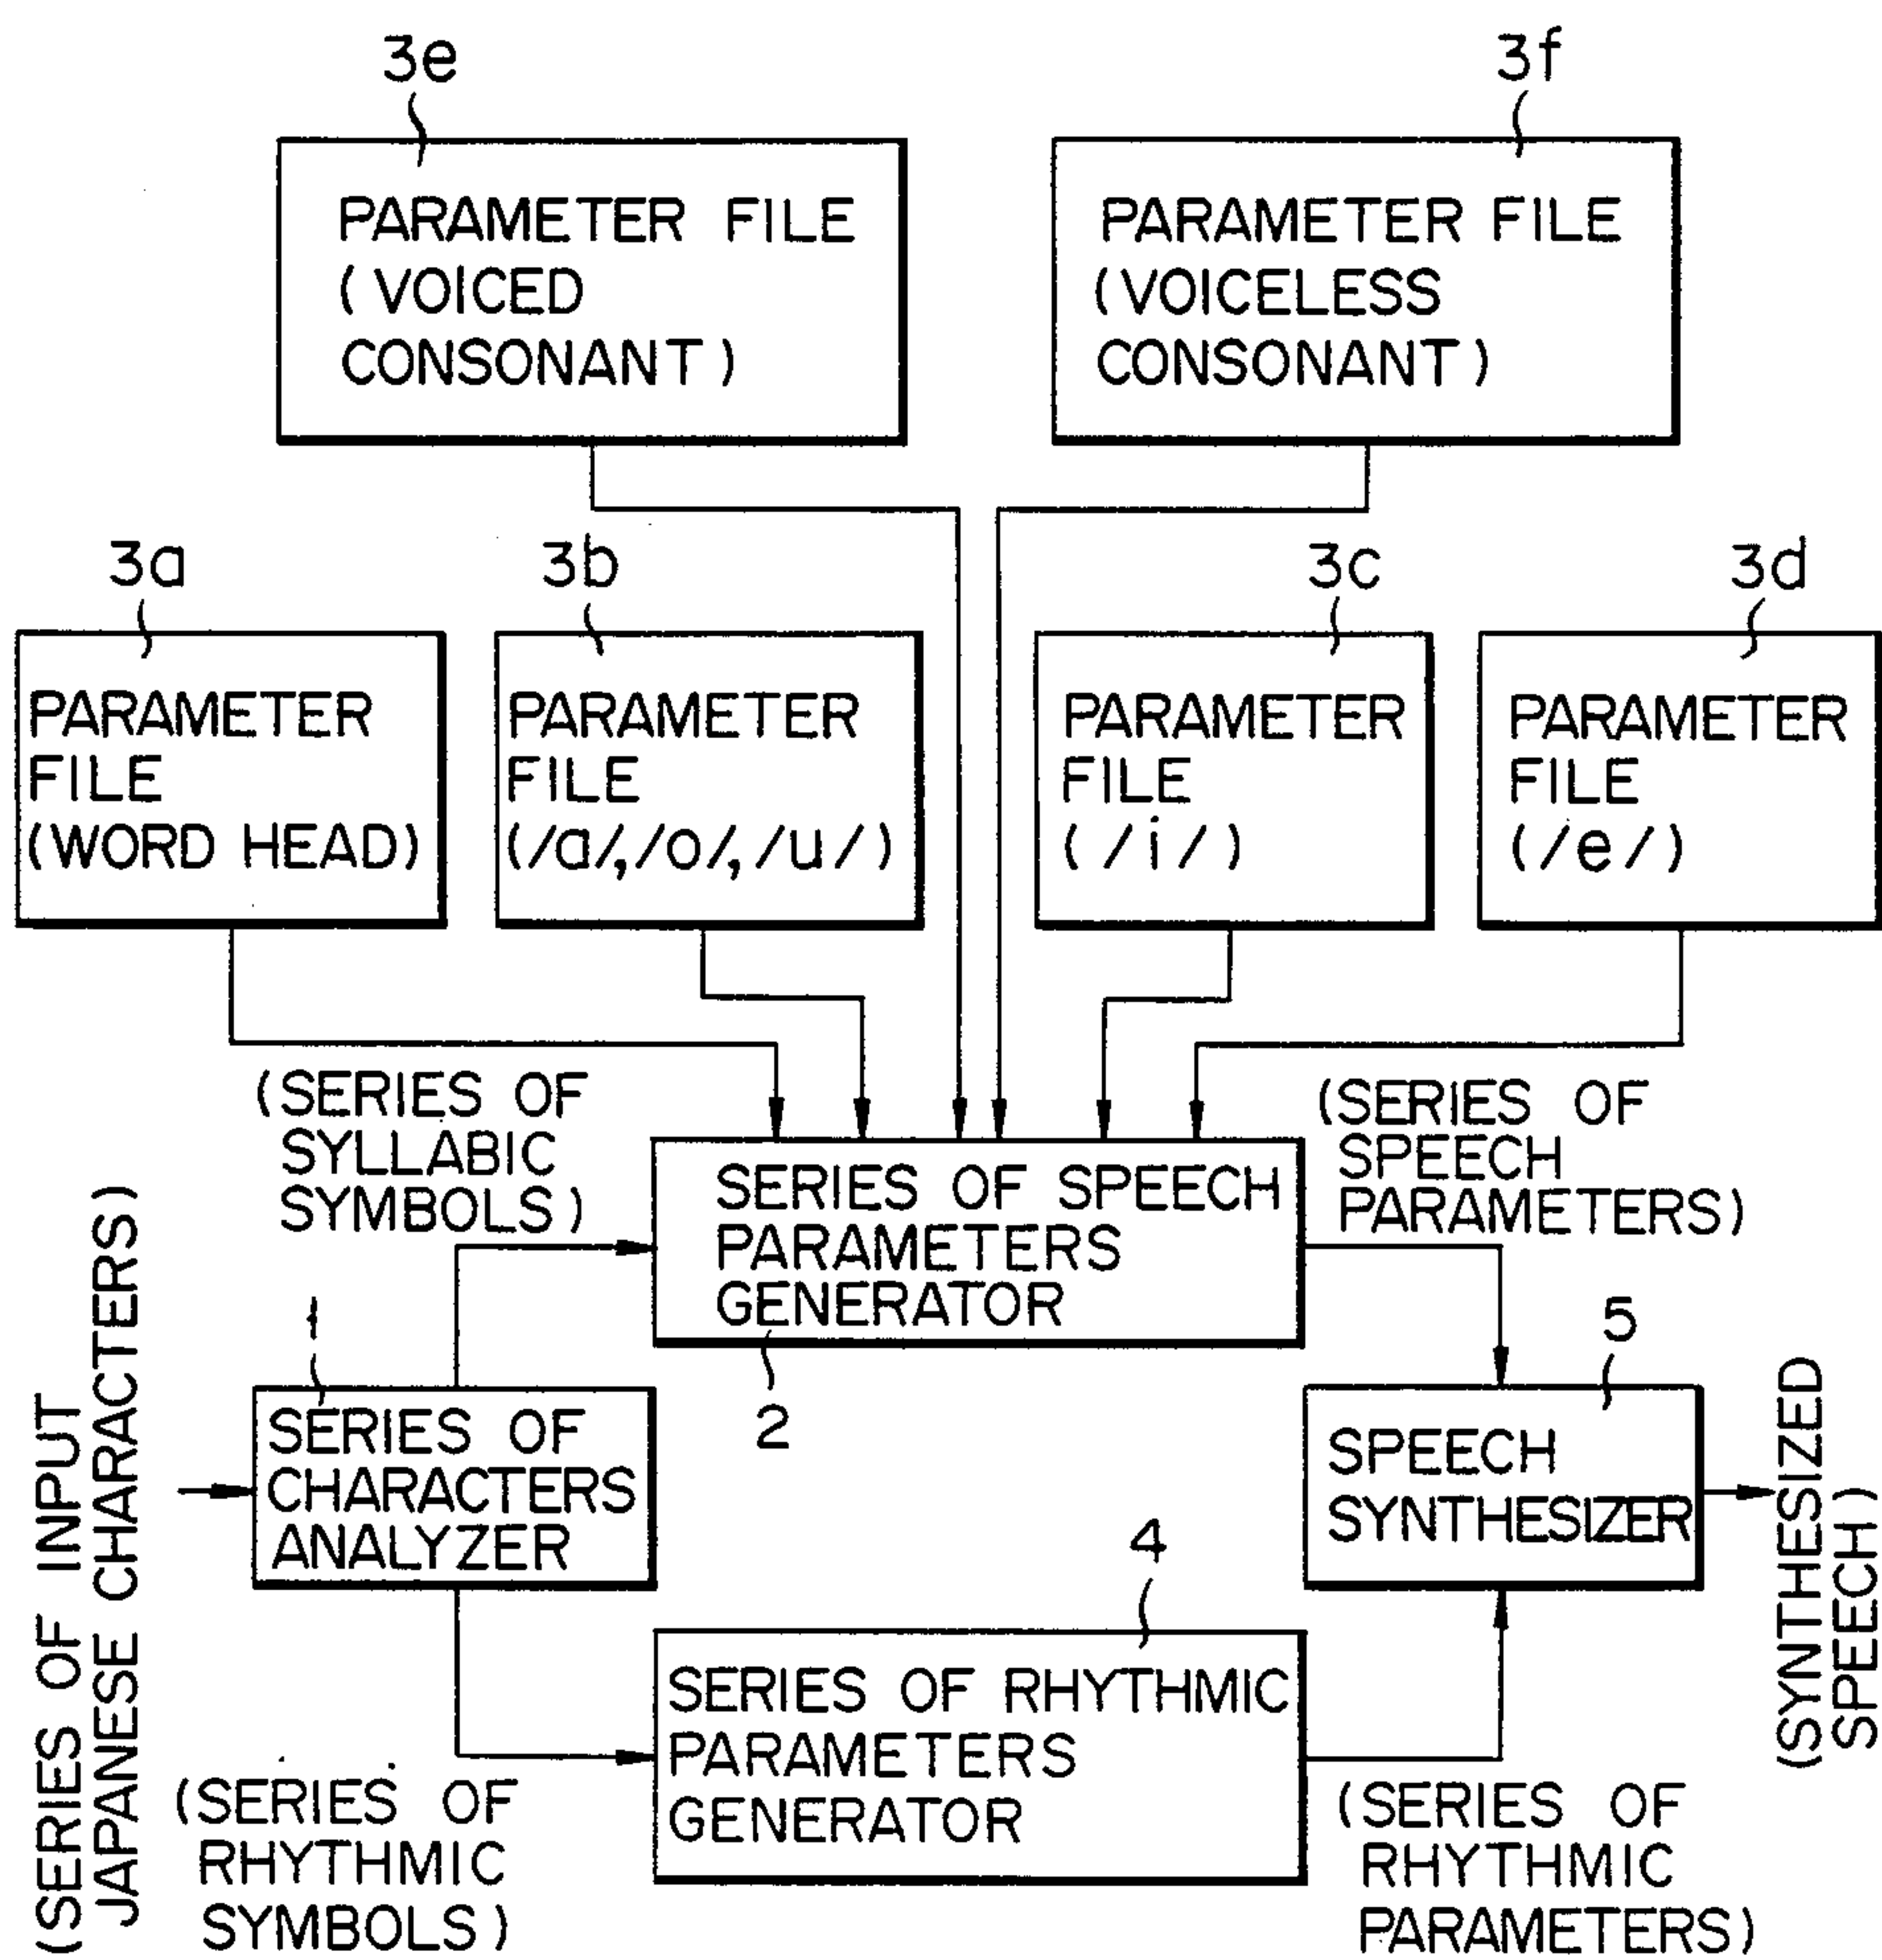 3e
3f
PARAMETER FILE
(VOICED
CONSONANT)
PARAMETER FILE
(VOICELESS
CONSONANT)
3a
3b
3c
3d
PARAMETER
FILE
(WORD HEAD)
PARAMETER
FILE
(/a/,/o/,/u/)
PARAMETER
FILE
(/i/)
PARAMETER
FILE
(/e/)
(SERIES OF
SYLLABIC
SYMBOLS)
(SERIES OF
SPEECH
PARAMETERS)
SERIES OF SPEECH
PARAMETERS
GENERATOR
2
(SERIES OF INPUT
JAPANESE CHARACTERS)
1
SERIES OF
CHARACTERS
ANALYZER
5
SPEECH
SYNTHESIZER
(SYNTHESIZED
SPEECH)
4
SERIES OF RHYTHMIC
PARAMETERS
GENERATOR
(SERIES OF
RHYTHMIC
SYMBOLS)
(SERIES OF
RHYTHMIC
PARAMETERS)